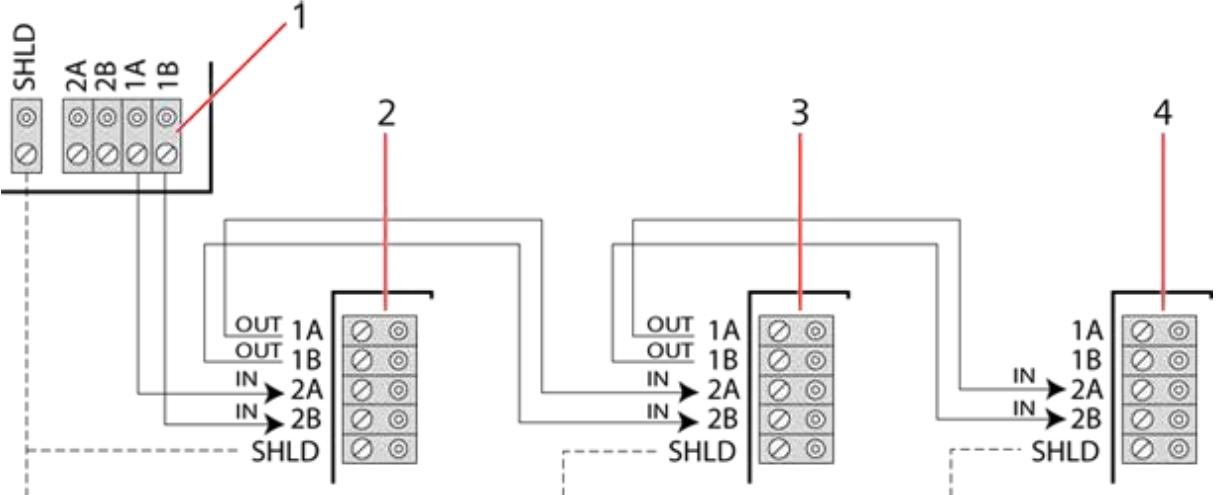 1
SHLD 2A 2B 1A 1B
2 3 4
OUT 1A OUT 1A 1A
OUT 1B OUT 1B 1B
IN 2A IN 2A IN 2A
IN 2B IN 2B IN 2B
SHLD SHLD SHLD